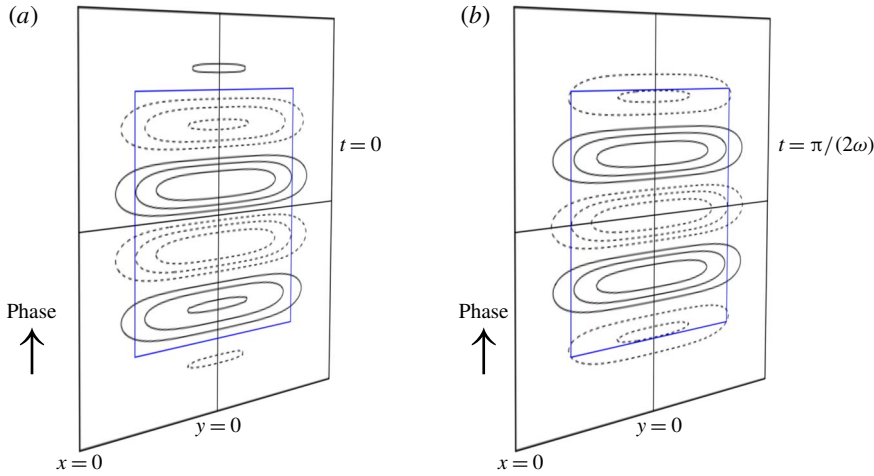 (a)
t = 0
Phase
y = 0
x = 0
(b)
t = π/(2ω)
Phase
y = 0
x = 0